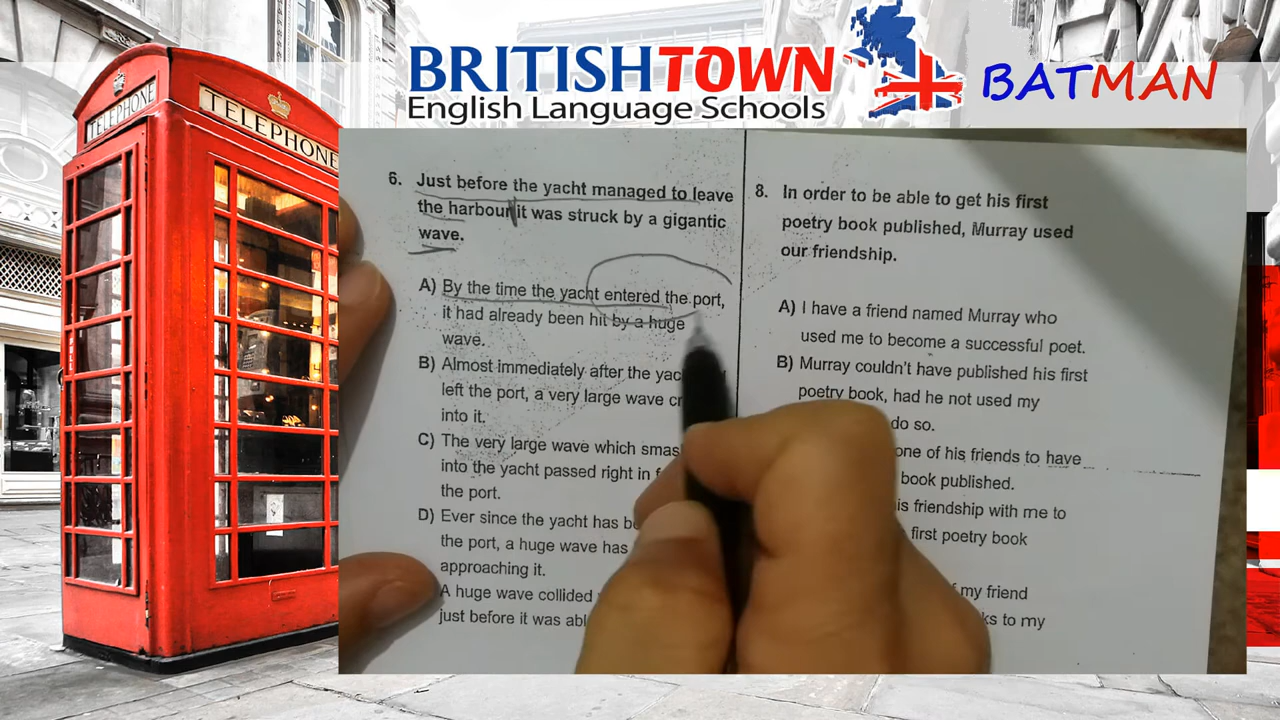 BRITISHTOWN
English Language Schools
BATMAN
TELEPHONE
TELEPHONE
6. Just before the yacht managed to leave
the harbour it was struck by a gigantic
wave.
A) By the time the yacht entered the port,
it had already been hit by a huge
wave.
B) Almost immediately after the
left the port, a very large wave
into it.
C) The very large wave which
into the yacht passed right in
the port.
D) Ever since the yacht has
the port, a huge wave has
approaching it.
A huge wave collided
just before it was
8. In order to be able to get his first
poetry book published, Murray used
our friendship.
A) I have a friend named Murray who
used me to become a successful poet.
B) Murray couldn't have published his first
poetry book, had he not used my
do so.
one of his friends to have
book published.
friendship with me to
first poetry book
my friend
to my